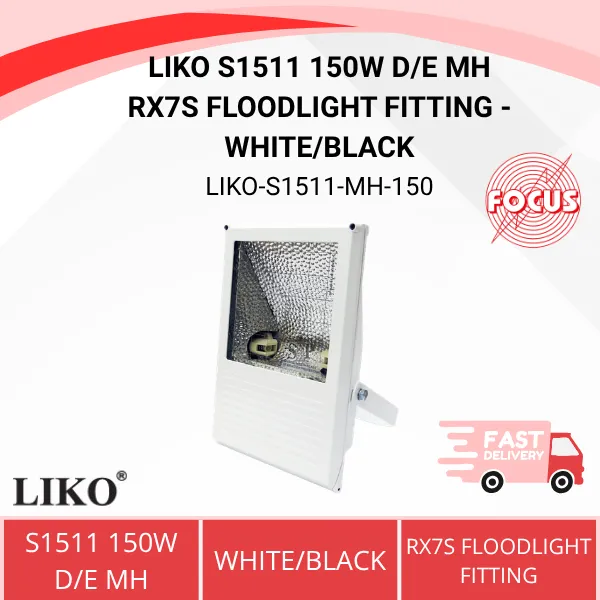 LIKO S1511 150W D/E MH
RX7S FLOODLIGHT FITTING -
WHITE/BLACK
LIKO-S1511-MH-150
FOCUS
FAST
DELIVERY
LIKO®
S1511 150W
D/E MH
WHITE/BLACK
RX7S FLOODLIGHT
FITTING